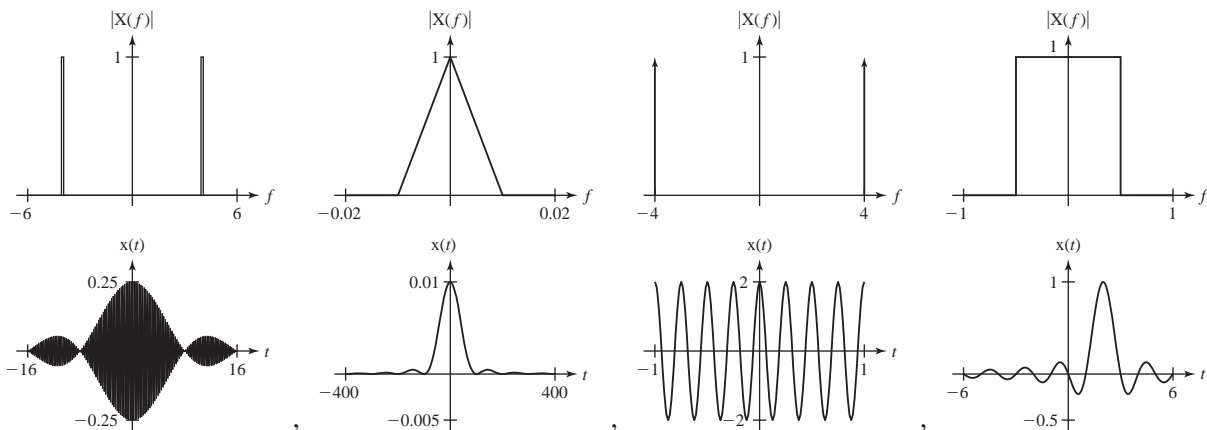 |X(f)| |X(f)| |X(f)| |X(f)|
1 1 1 1
−6 6 f −0.02 0.02 f −4 4 f −1 1 f
x(t) x(t) x(t) x(t)
0.25 0.01 2 1
−16 16 t −400 400 t −1 1 t −6 6 t
−0.25 , −0.005 , −2 , −0.5